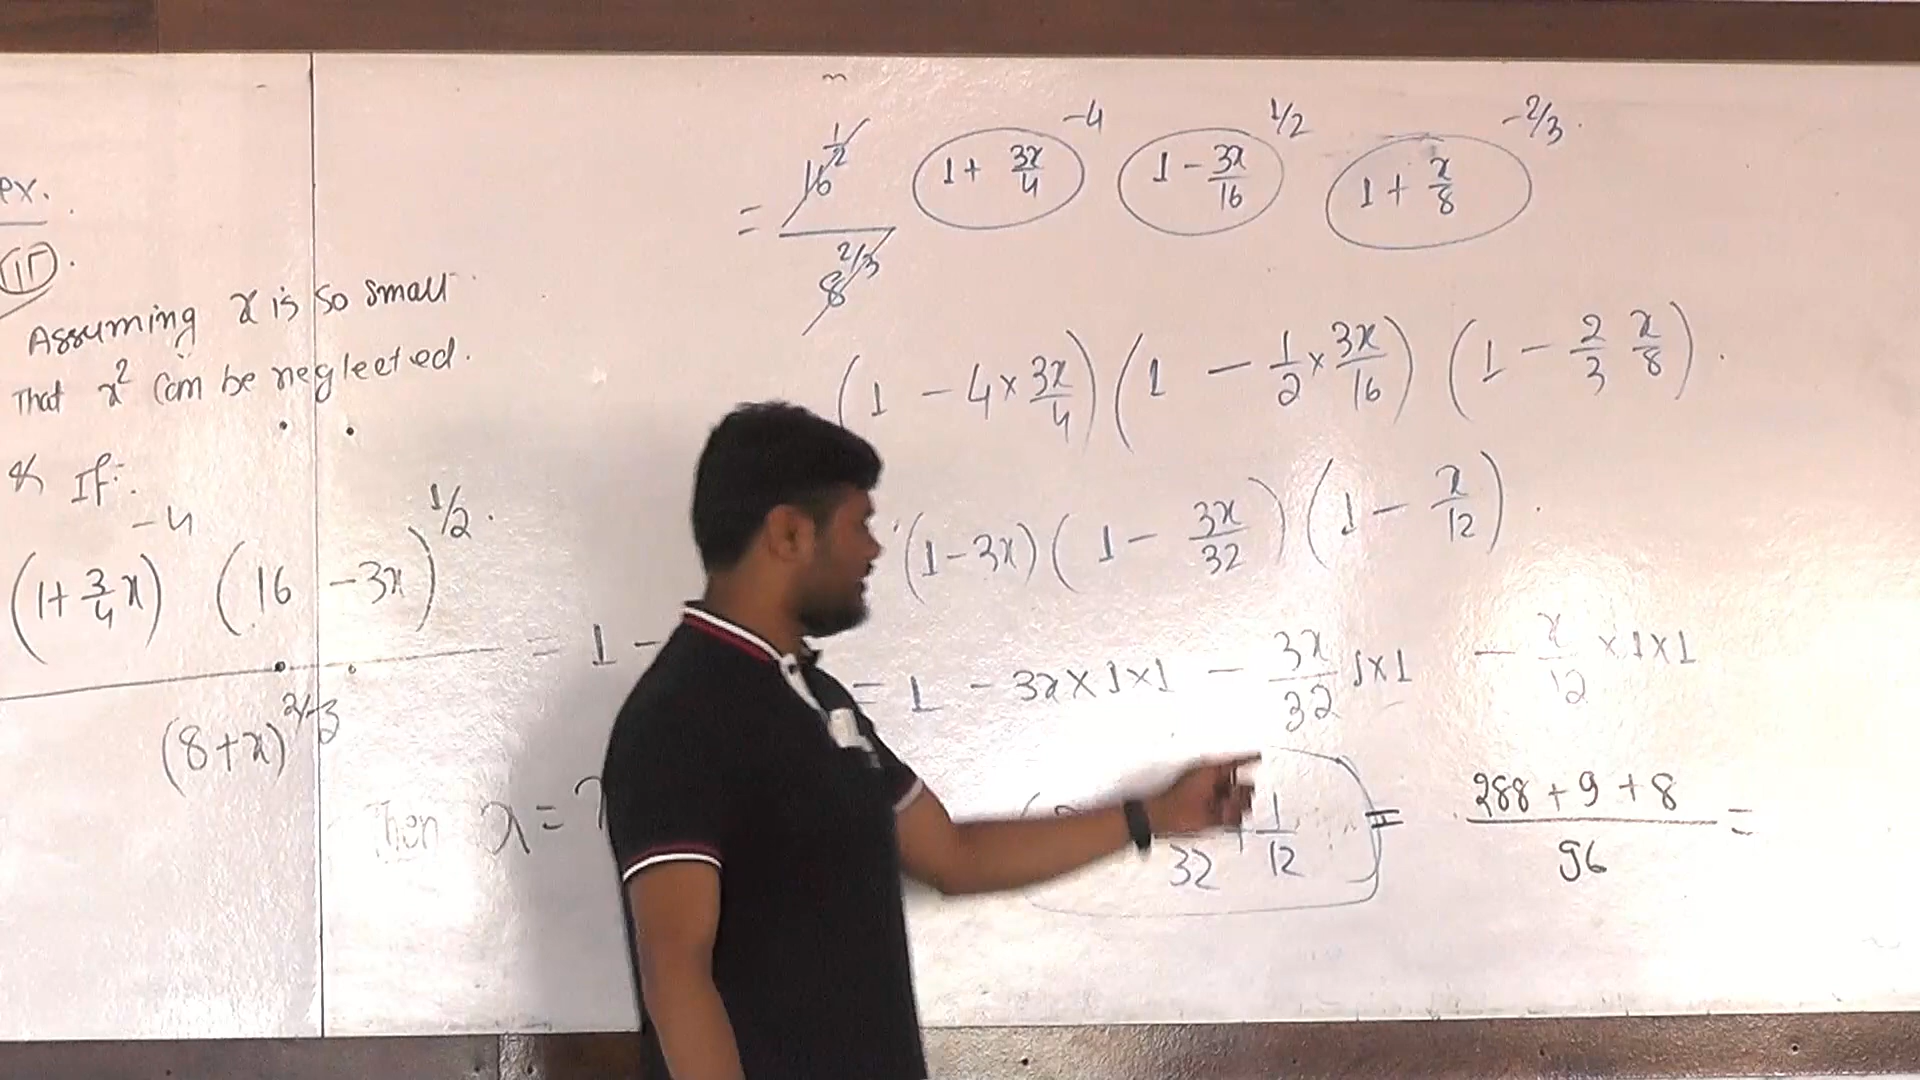 ex.
(11).
Assuming x is so small
That x² can be neglected.
& If:-
(1+ 3/4 x)^-4 (16 -3x)^1/2
/ (8+x)^2/3
= 1 -
Then
= 16^1/2 / 8^2/3 (1+ 3x/4)^-4 (1 - 3x/16)^1/2 (1 + x/8)^-2/3.
(1 - 4×3x/4)(1 - 1/2×3x/16)(1 - 2/3 x/8).
(1-3x)(1- 3x/32)(1- x/12).
= 1 - 3x×1×1 - 3x/32 1×1 - x/12 ×1×1
32 + 1/12 = 288+9+8 / 96 =